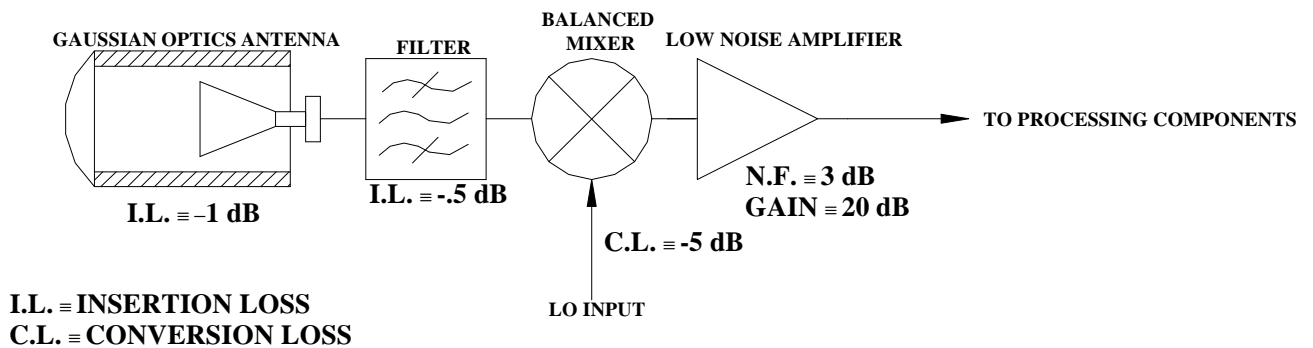 GAUSSIAN OPTICS ANTENNA
FILTER
BALANCED
MIXER
LOW NOISE AMPLIFIER
TO PROCESSING COMPONENTS
I.L. ≡ –1 dB
I.L. ≡ -.5 dB
N.F. ≡ 3 dB
GAIN ≡ 20 dB
C.L. ≡ -5 dB
LO INPUT
I.L. ≡ INSERTION LOSS
C.L. ≡ CONVERSION LOSS